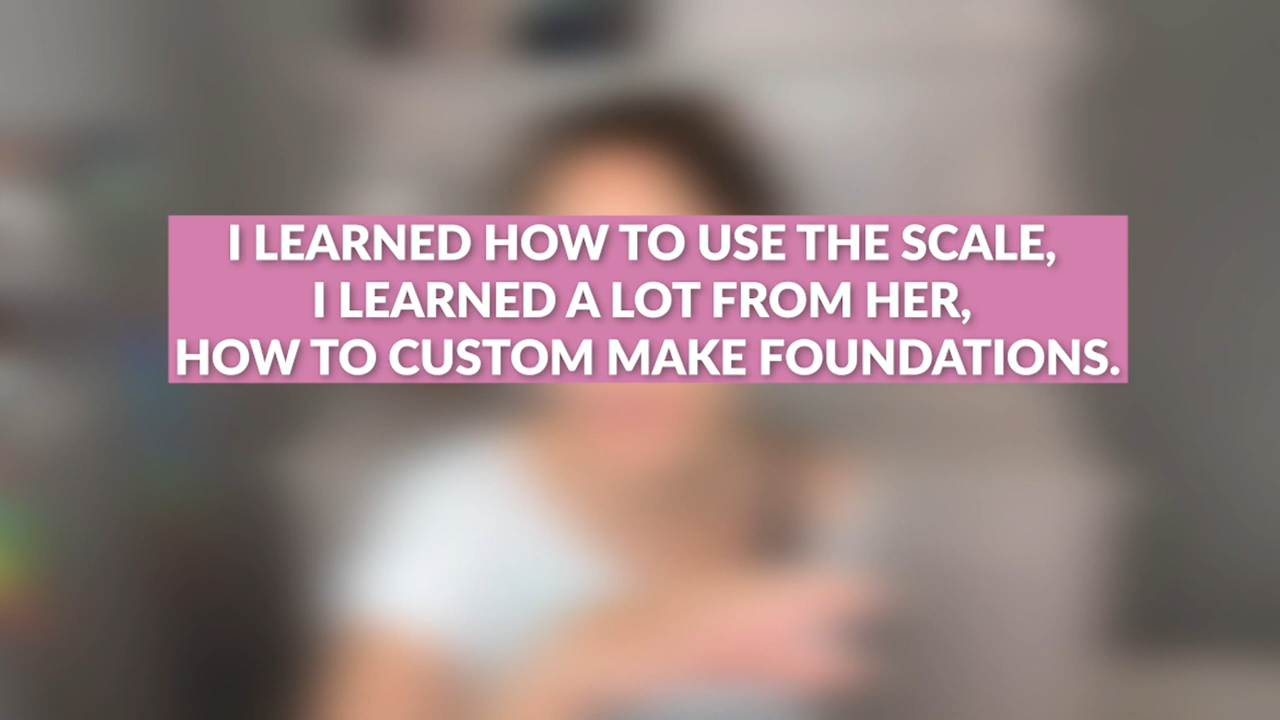 I LEARNED HOW TO USE THE SCALE,
I LEARNED A LOT FROM HER,
HOW TO CUSTOM MAKE FOUNDATIONS.